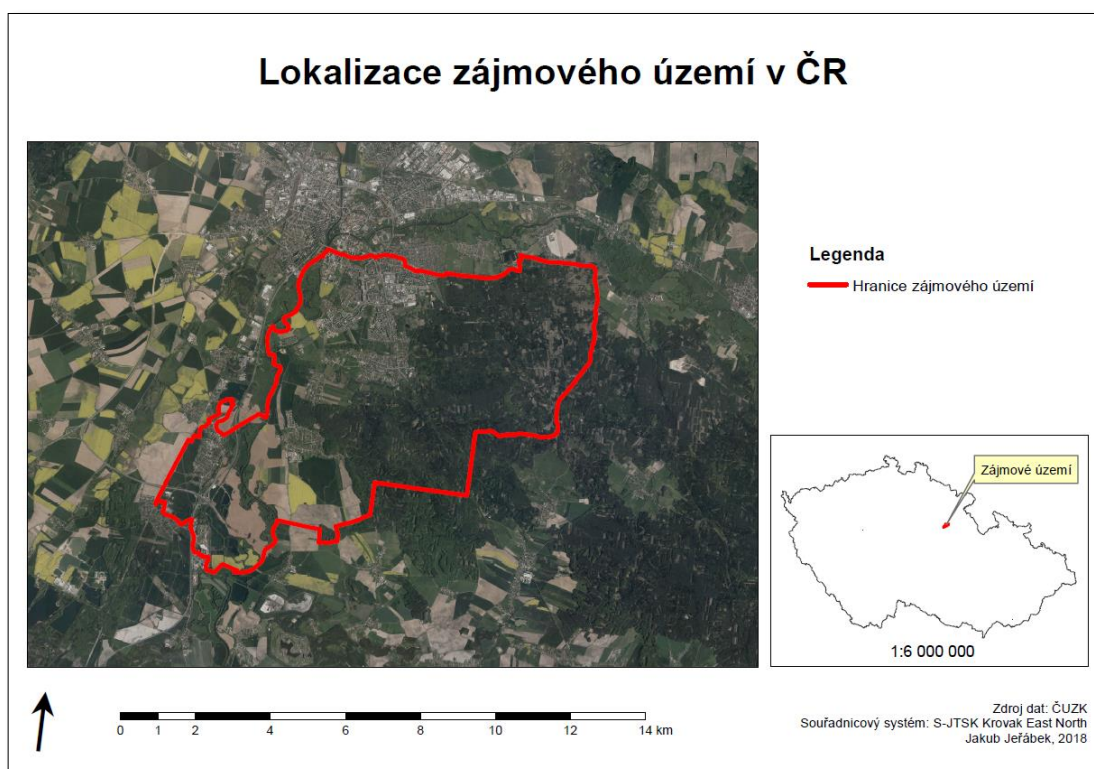 Lokalizace zájmového území v ČR
Legenda
Hranice zájmového území
Zájmové území
1:6 000 000
0 1 2 4 6 8 10 12 14 km
Zdroj dat: ČUZK
Souřadnicový systém: S-JTSK Krovak East North
Jakub Jeřábek, 2018